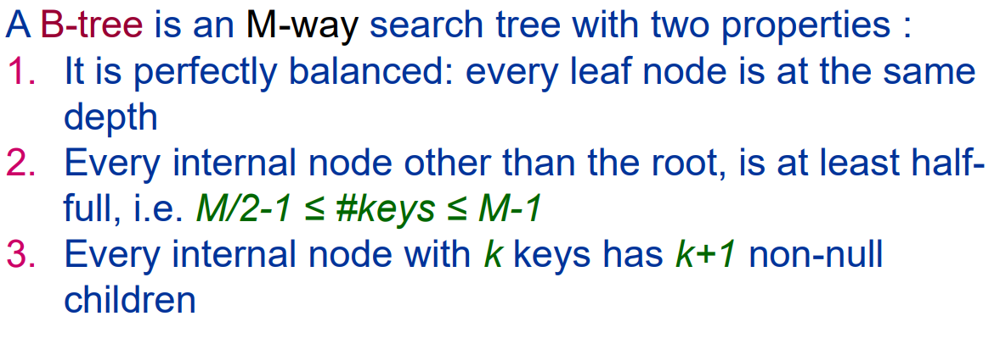 A B-tree is an M-way search tree with two properties :
1. It is perfectly balanced: every leaf node is at the same
depth
2. Every internal node other than the root, is at least half-
full, i.e. M/2-1 ≤ #keys ≤ M-1
3. Every internal node with k keys has k+1 non-null
children